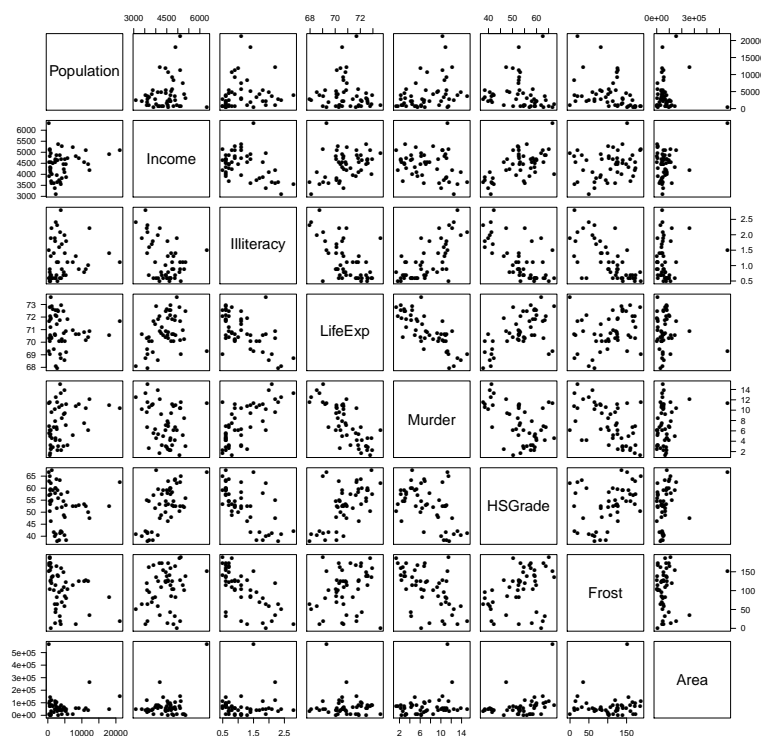 3000 4500 6000 68 70 72 40 50 60 0e+00 3e+05
Population
0
5000
10000
15000
20000
3000
3500
4000
4500
5000
5500
6000
Income
Illiteracy
0.5
1.0
1.5
2.0
2.5
68
69
70
71
72
73
LifeExp
Murder
2
4
6
8
10
12
14
40
45
50
55
60
65
HSGrade
Frost
0
50
100
150
0e+00
1e+05
2e+05
3e+05
4e+05
5e+05
Area
0 10000 20000 0.5 1.5 2.5 2 6 10 14 0 50 150